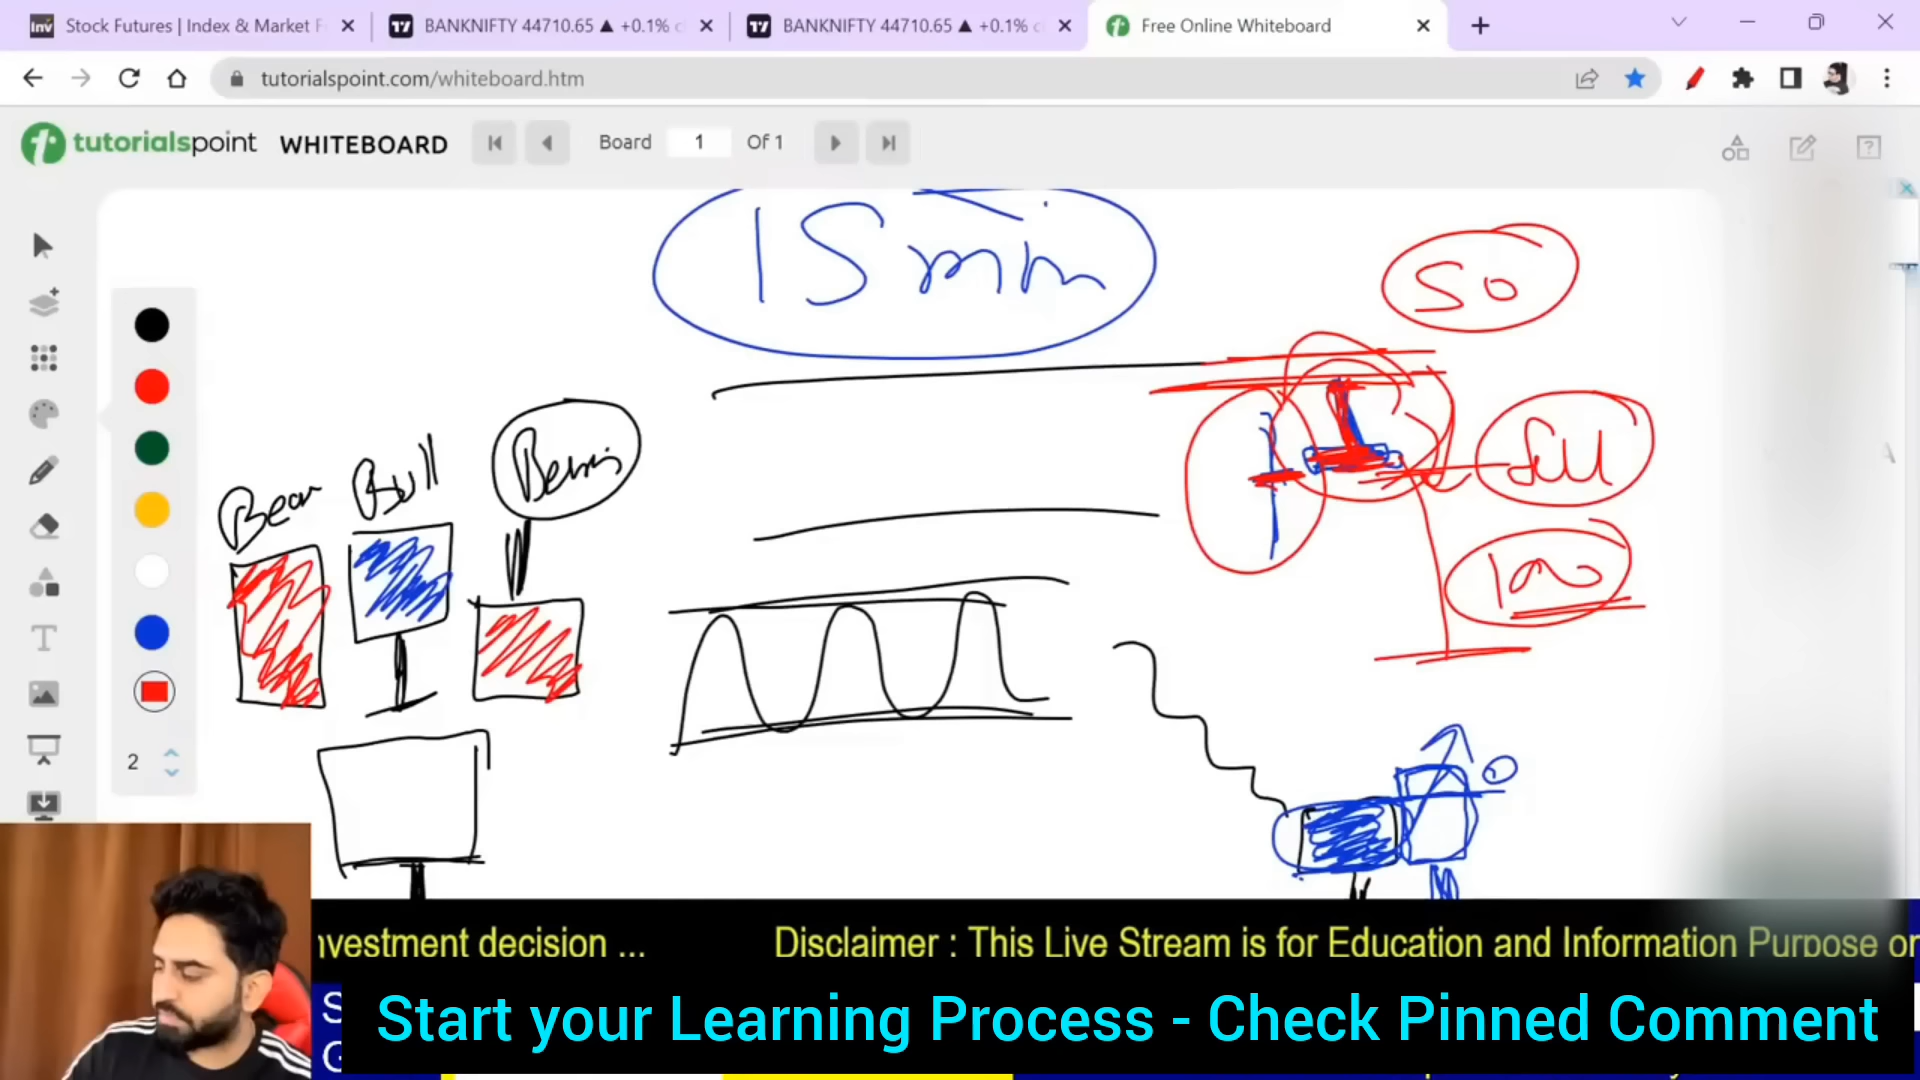 Stock Futures | Index & Market F
BANKNIFTY 44710.65 ▲ +0.1%
BANKNIFTY 44710.65 ▲ +0.1%
Free Online Whiteboard
tutorialspoint.com/whiteboard.htm
tutorialspoint WHITEBOARD Board 1 Of 1
15 min
50
Bear
Bull
Bears
100
2
nvestment decision ... Disclaimer : This Live Stream is for Education and Information Purpose or
Start your Learning Process - Check Pinned Comment